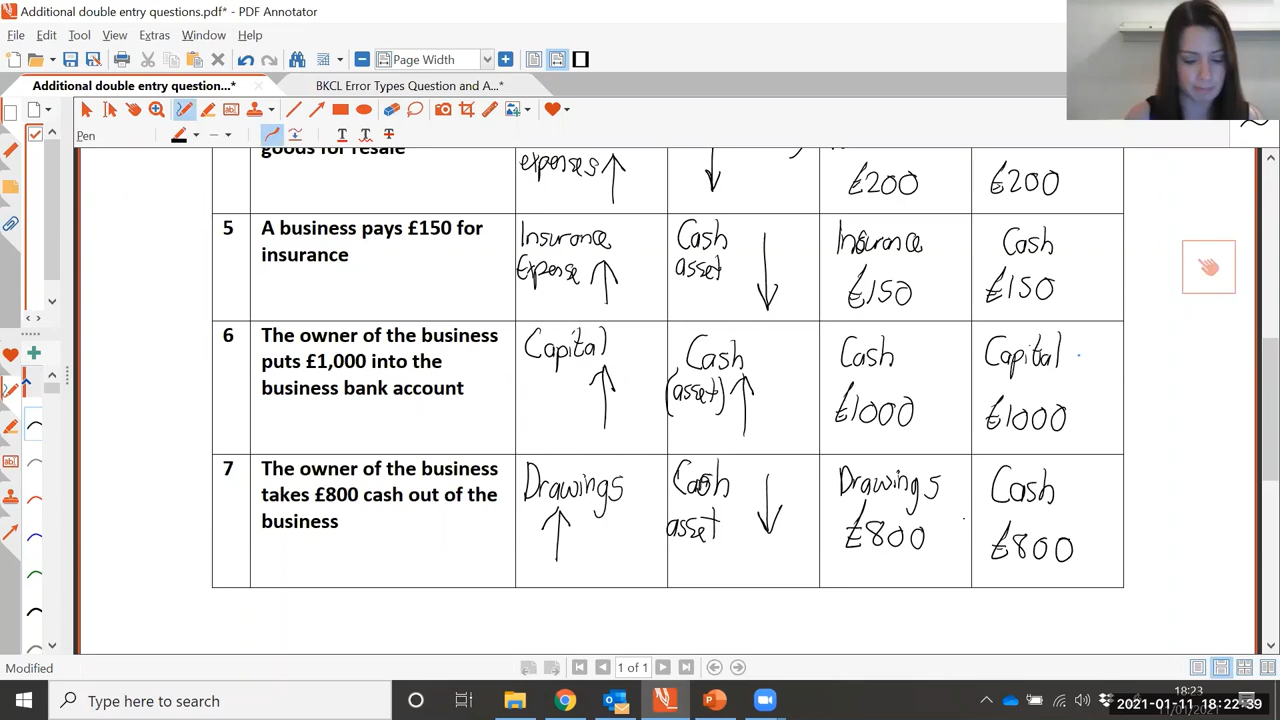 Additional double entry questions.pdf* - PDF Annotator
File Edit Tool View Extras Window Help
Page Width
Additional double entry question...*
BKCL Error Types Question and A...*
Pen
goods for resale
expenses
£200
£200
5
A business pays £150 for
insurance
Insurance
Expense
Cash
asset
Insurance
£150
Cash
£150
6
The owner of the business
puts £1,000 into the
business bank account
Capital
Cash
(asset)
Cash
£1000
Capital
£1000
7
The owner of the business
takes £800 cash out of the
business
Drawings
Cash
asset
Drawings
£800
Cash
£800
Modified
1 of 1
Type here to search
18:23
2021-01-11 18:22:39